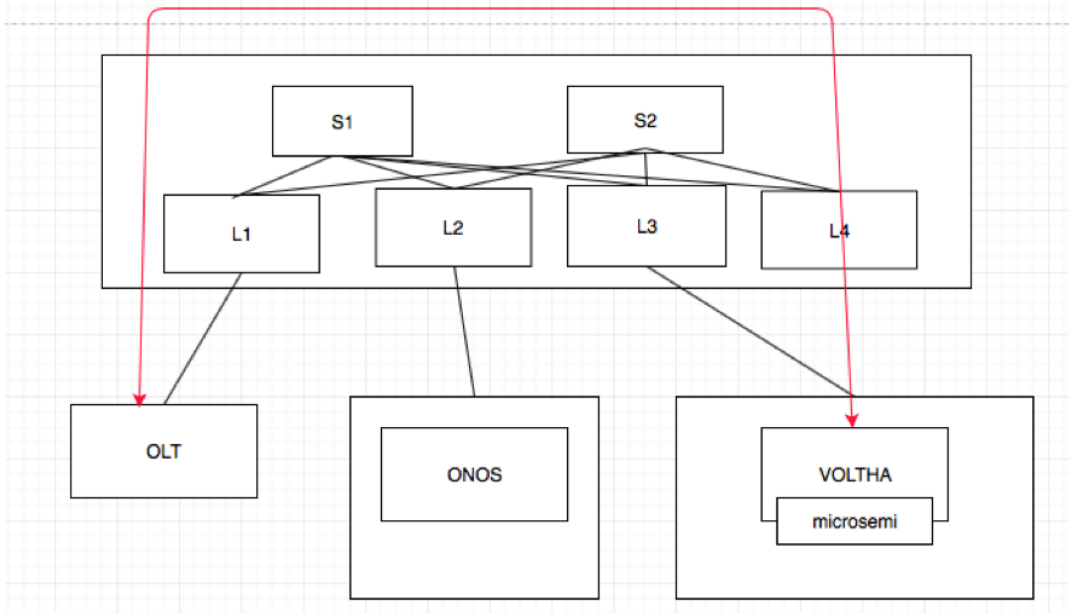 S1
S2
L1
L2
L3
L4
OLT
ONOS
VOLTHA
microsemi